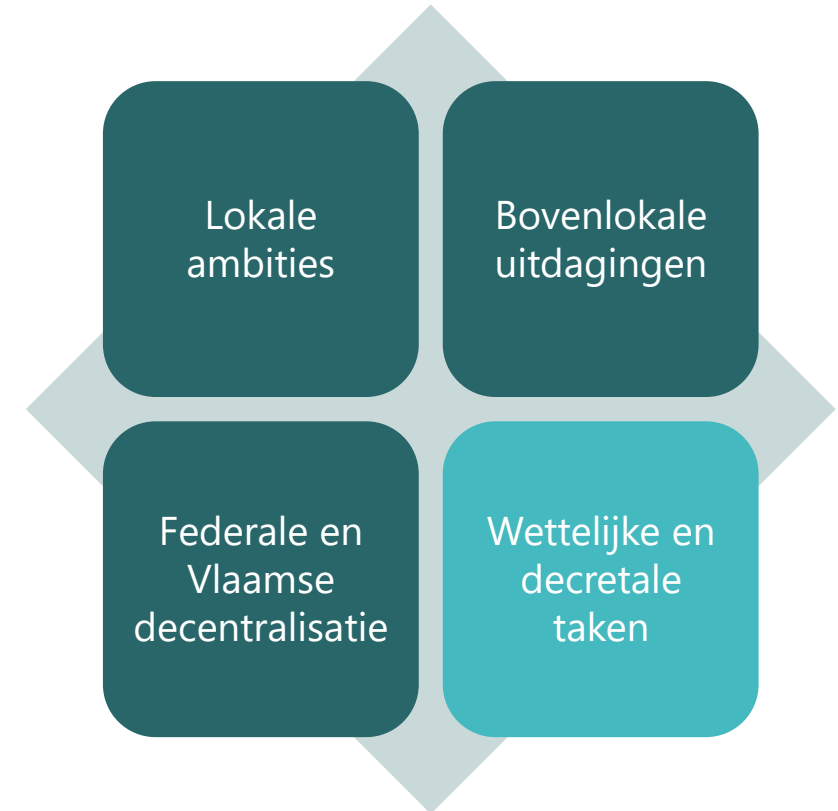 Lokale
ambities
Bovenlokale
uitdagingen
Federale en
Vlaamse
decentralisatie
Wettelijke en
decretale
taken